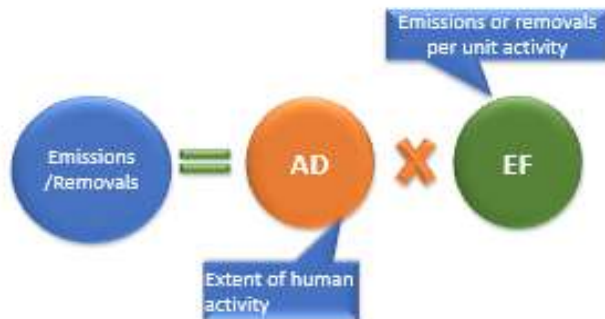 Emissions or removals
per unit activity
Emissions
/Removals
=
AD
X
EF
Extent of human
activity